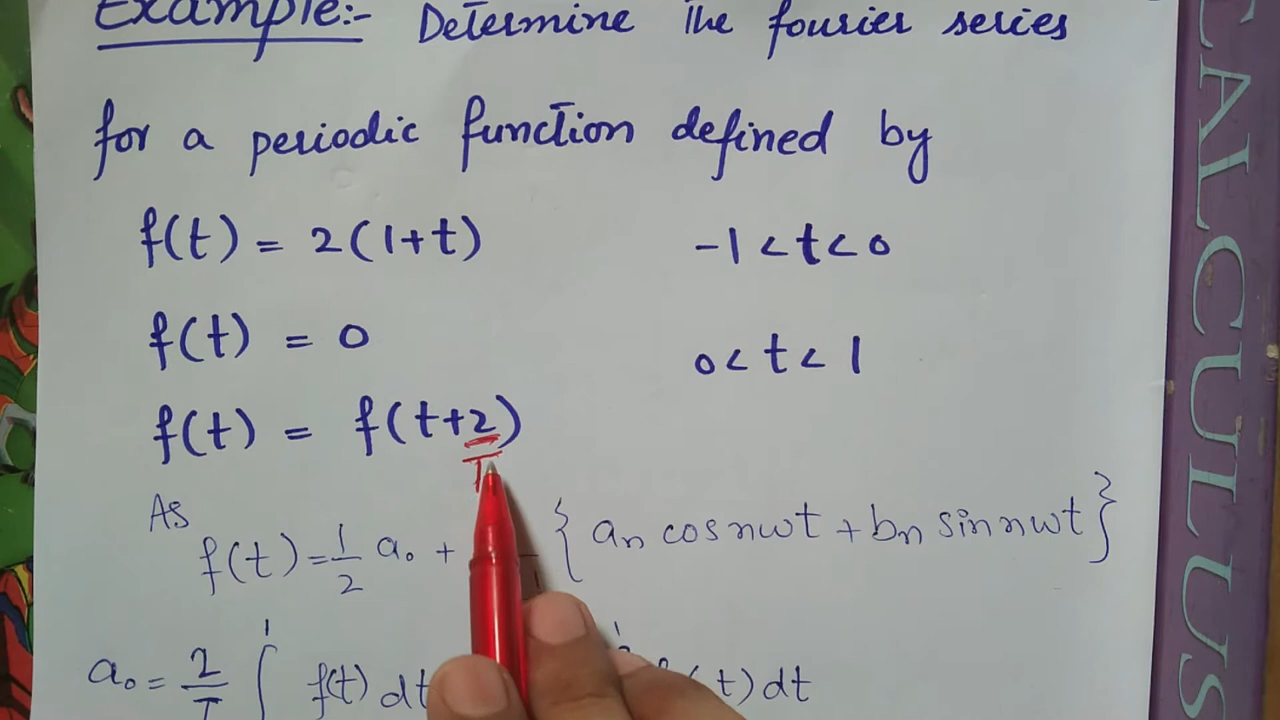 Example:- Determine The fourier series
for a periodic function defined by
f(t) = 2(1+t) -1 < t < 0
f(t) = 0 0 < t < 1
f(t) = f(t+2)
T
As
f(t) = 1/2 a₀ + { aₙ cos nωt + bₙ sin nωt }
a₀ = 2/T ∫ 1 f(t) dt (t) dt
CALCULUS